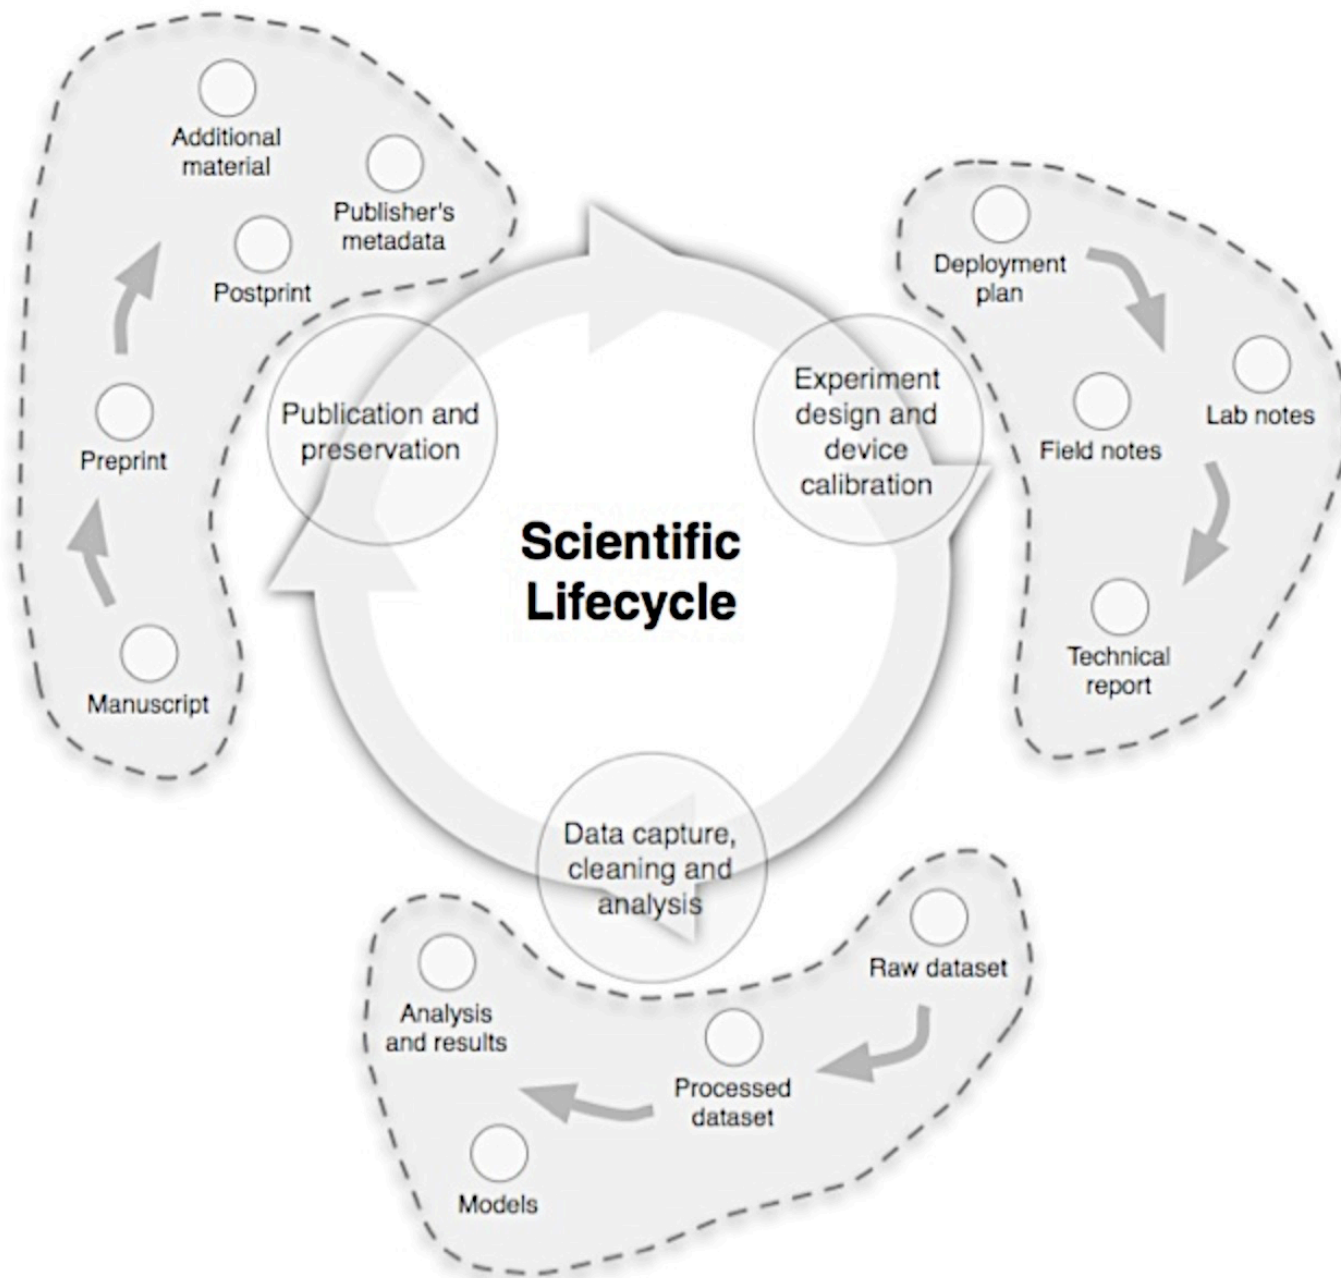 Additional
material
Publisher's
metadata
Postprint
Preprint
Manuscript
Publication and
preservation
Scientific
Lifecycle
Experiment
design and
device
calibration
Deployment
plan
Field notes
Lab notes
Technical
report
Data capture,
cleaning and
analysis
Raw dataset
Processed
dataset
Analysis
and results
Models